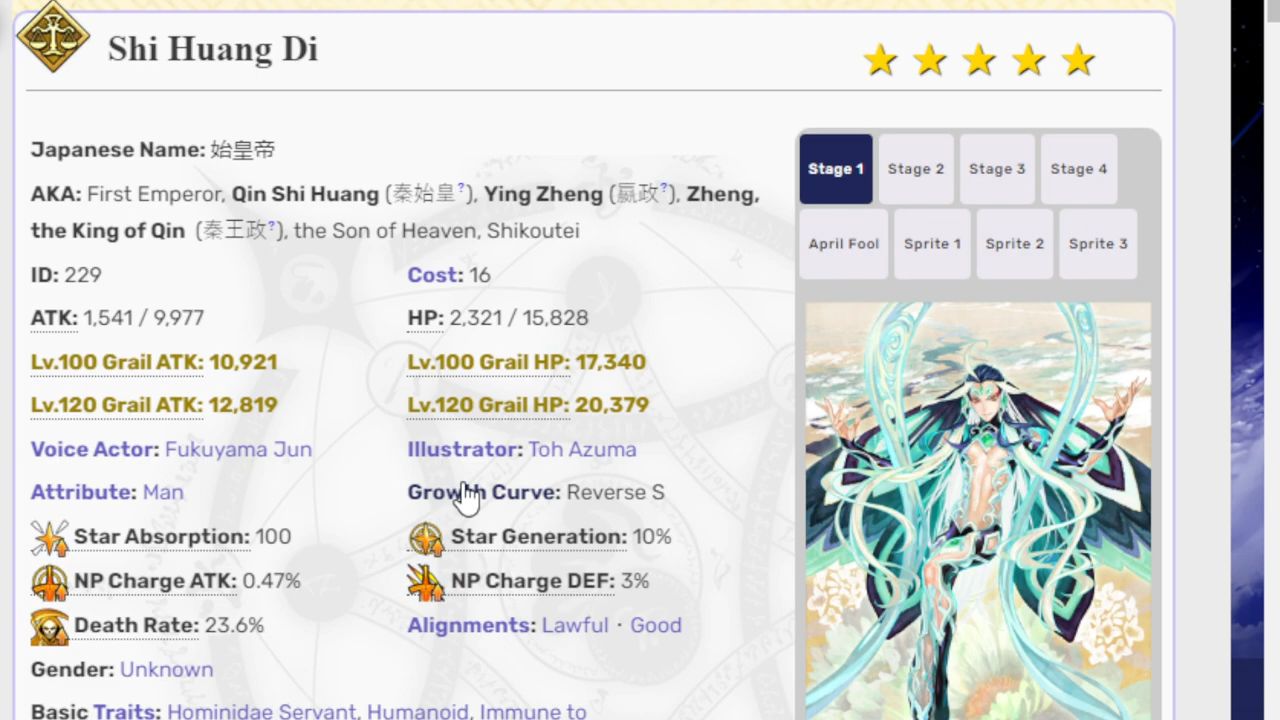 Shi Huang Di
Japanese Name: 始皇帝
AKA: First Emperor, Qin Shi Huang (秦始皇?), Ying Zheng (嬴政?), Zheng,
the King of Qin (秦王政?), the Son of Heaven, Shikoutei
ID: 229
Cost: 16
ATK: 1,541 / 9,977
HP: 2,321 / 15,828
Lv.100 Grail ATK: 10,921
Lv.100 Grail HP: 17,340
Lv.120 Grail ATK: 12,819
Lv.120 Grail HP: 20,379
Voice Actor: Fukuyama Jun
Illustrator: Toh Azuma
Attribute: Man
Growth Curve: Reverse S
Star Absorption: 100
Star Generation: 10%
NP Charge ATK: 0.47%
NP Charge DEF: 3%
Death Rate: 23.6%
Alignments: Lawful · Good
Gender: Unknown
Basic Traits: Hominidae Servant, Humanoid, Immune to
Stage 1
Stage 2
Stage 3
Stage 4
April Fool
Sprite 1
Sprite 2
Sprite 3